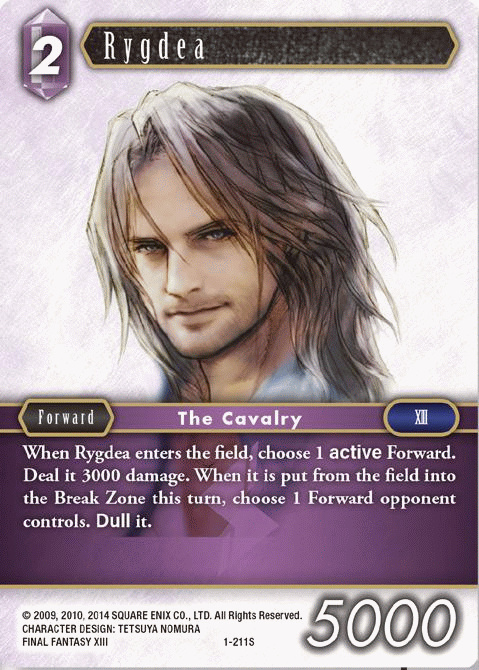 2
Rygdea
Forward
The Cavalry
XIII
When Rygdea enters the field, choose 1 active Forward.
Deal it 3000 damage. When it is put from the field into
the Break Zone this turn, choose 1 Forward opponent
controls. Dull it.
© 2009, 2010, 2014 SQUARE ENIX CO., LTD. All Rights Reserved.
CHARACTER DESIGN: TETSUYA NOMURA
FINAL FANTASY XIII
1-211S
5000